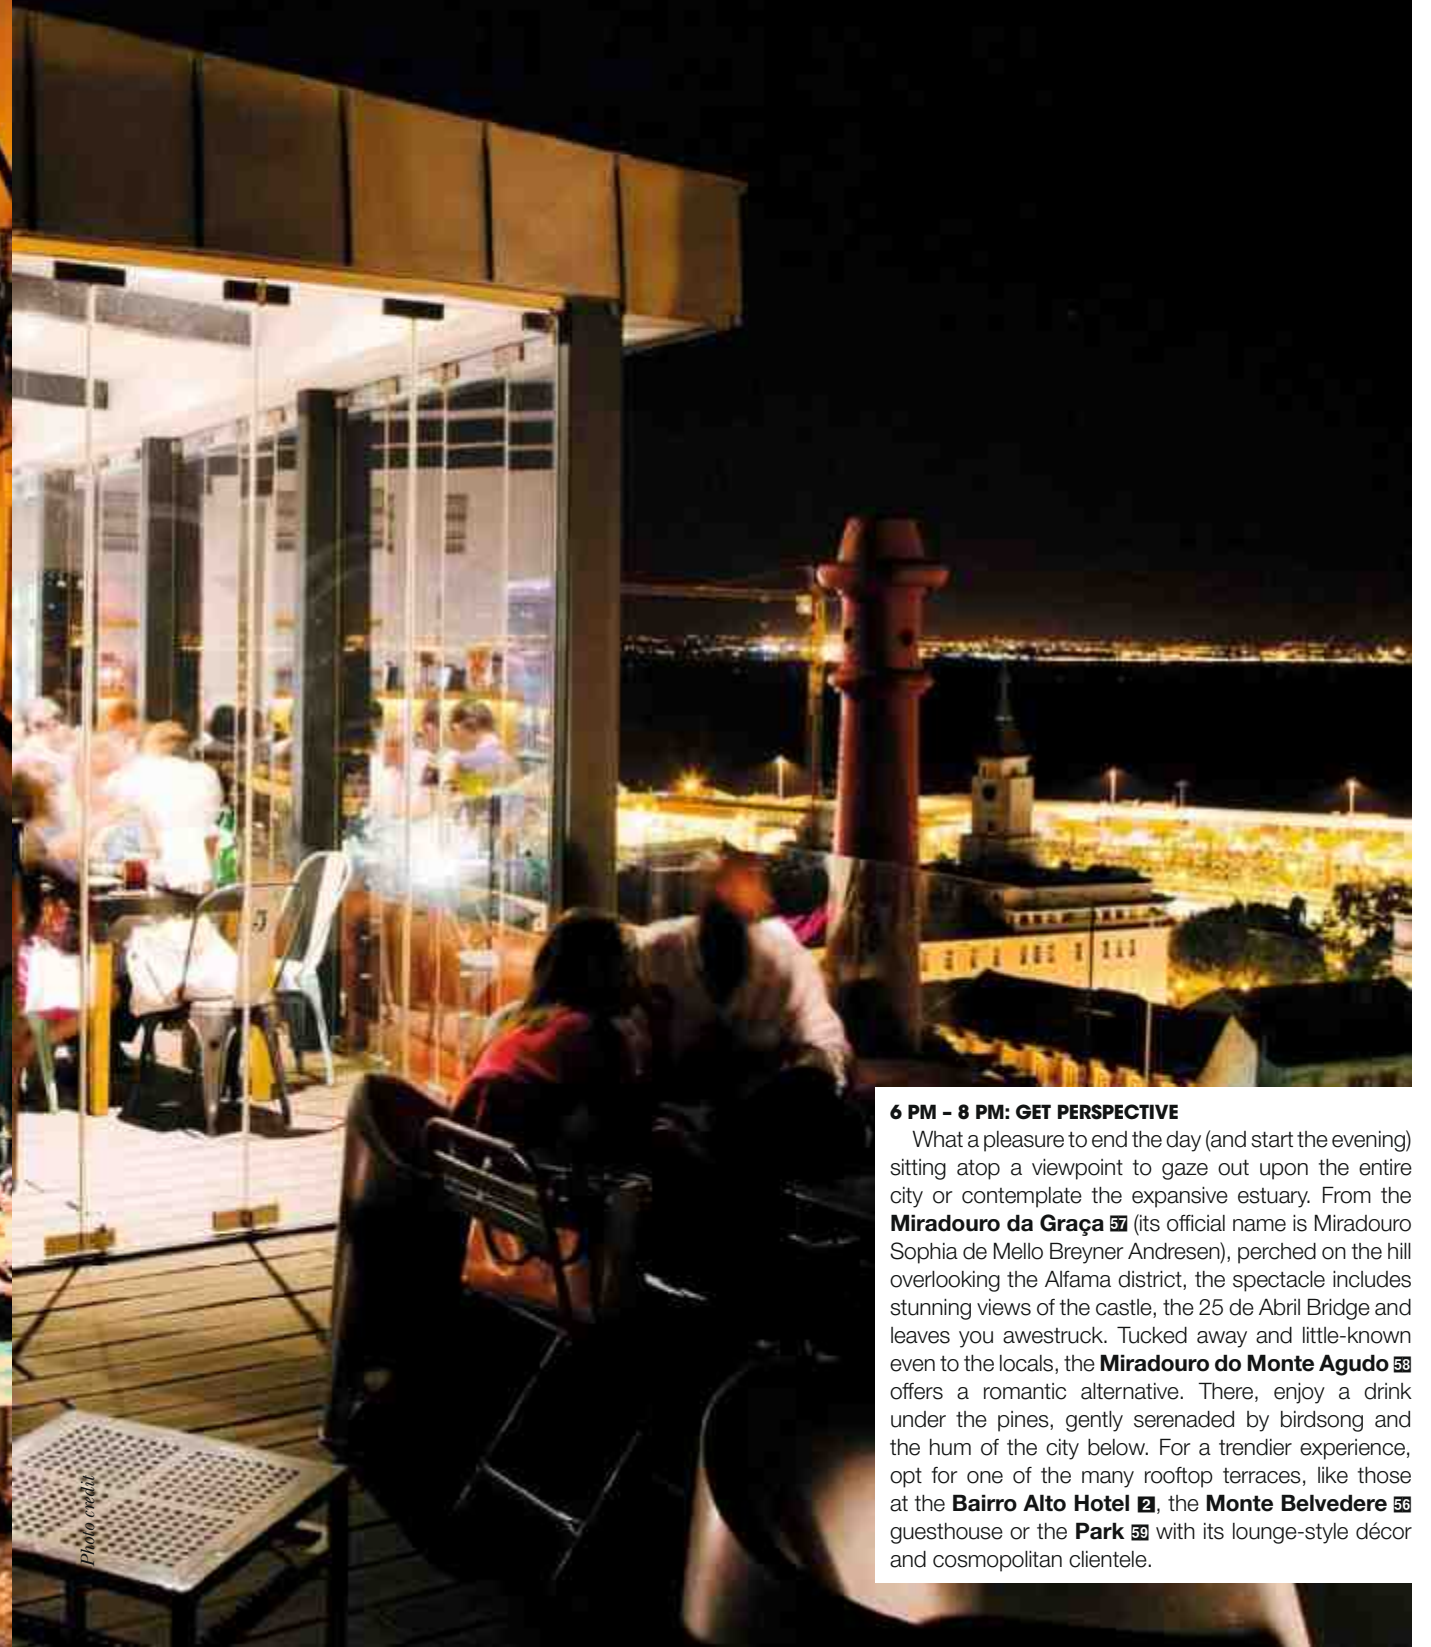 6 PM – 8 PM: GET PERSPECTIVE
What a pleasure to end the day (and start the evening)
sitting atop a viewpoint to gaze out upon the entire
city or contemplate the expansive estuary. From the
Miradouro da Graça 57 (its official name is Miradouro
Sophia de Mello Breyner Andresen), perched on the hill
overlooking the Alfama district, the spectacle includes
stunning views of the castle, the 25 de Abril Bridge and
leaves you awestruck. Tucked away and little-known
even to the locals, the Miradouro do Monte Agudo 58
offers a romantic alternative. There, enjoy a drink
under the pines, gently serenaded by birdsong and
the hum of the city below. For a trendier experience,
opt for one of the many rooftop terraces, like those
at the Bairro Alto Hotel 2, the Monte Belvedere 56
guesthouse or the Park 59 with its lounge-style décor
and cosmopolitan clientele.
Photo credit